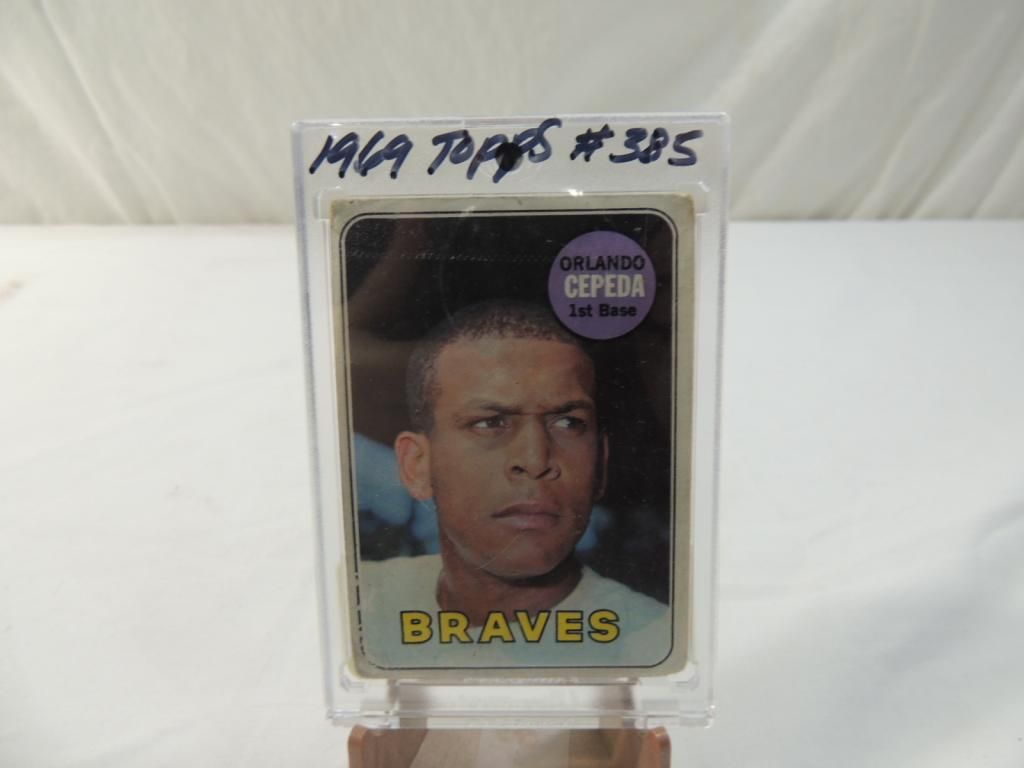 1969 Topps #385
ORLANDO
CEPEDA
1st Base
BRAVES